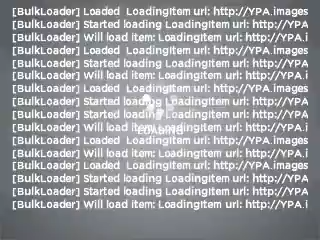 [BulkLoader] Loaded  LoadingItem url: http://YPA.images
[BulkLoader] Started loading LoadingItem url: http://YPA
[BulkLoader] Will load item: LoadingItem url: http://YPA.i
[BulkLoader] Loaded  LoadingItem url: http://YPA.images
[BulkLoader] Started loading LoadingItem url: http://YPA
[BulkLoader] Will load item: LoadingItem url: http://YPA.i
[BulkLoader] Loaded  LoadingItem url: http://YPA.images
[BulkLoader] Started loading LoadingItem url: http://YPA
[BulkLoader] Started loading LoadingItem url: http://YPA
[BulkLoader] Will load item: LoadingItem url: http://YPA.i
LOADING
[BulkLoader] Loaded  LoadingItem url: http://YPA.images
[BulkLoader] Will load item: LoadingItem url: http://YPA.i
[BulkLoader] Loaded  LoadingItem url: http://YPA.images
[BulkLoader] Started loading LoadingItem url: http://YPA
[BulkLoader] Started loading LoadingItem url: http://YPA
[BulkLoader] Will load item: LoadingItem url: http://YPA.i